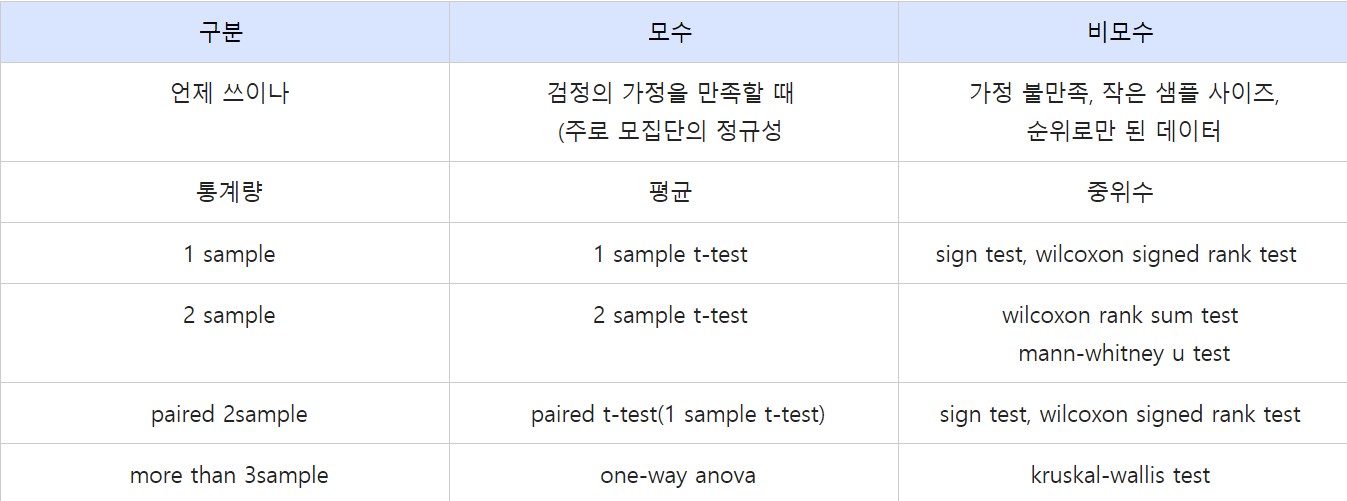 구분 모수 비모수
언제 쓰이나 검정의 가정을 만족할 때 가정 불만족, 작은 샘플 사이즈,
(주로 모집단의 정규성 순위로만 된 데이터
통계량 평균 중위수
1 sample 1 sample t-test sign test, wilcoxon signed rank test
2 sample 2 sample t-test wilcoxon rank sum test
mann-whitney u test
paired 2sample paired t-test(1 sample t-test) sign test, wilcoxon signed rank test
more than 3sample one-way anova kruskal-wallis test